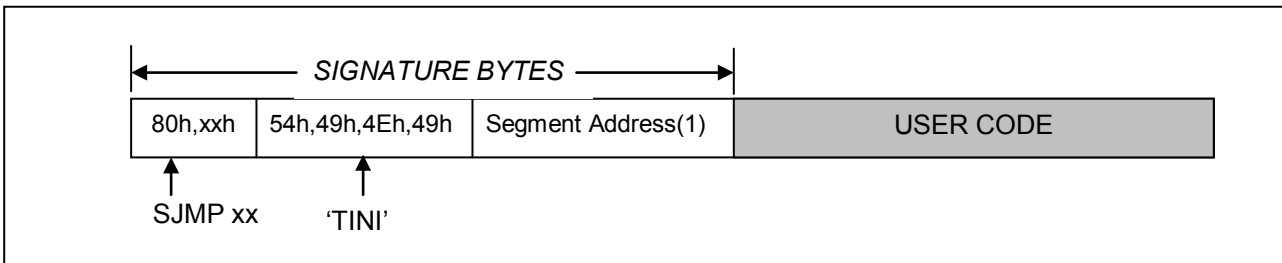 SIGNATURE BYTES
80h,xxh 54h,49h,4Eh,49h Segment Address(1) USER CODE
SJMP xx ‘TINI’